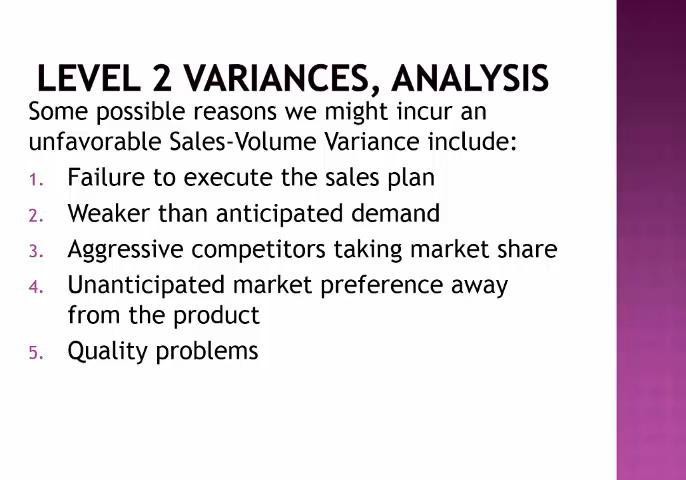 LEVEL 2 VARIANCES, ANALYSIS
Some possible reasons we might incur an
unfavorable Sales-Volume Variance include:
1. Failure to execute the sales plan
2. Weaker than anticipated demand
3. Aggressive competitors taking market share
4. Unanticipated market preference away
from the product
5. Quality problems